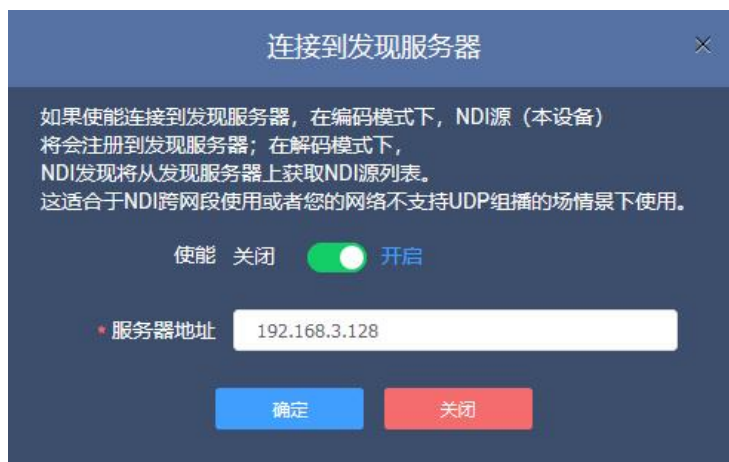 连接到发现服务器
如果使能连接到发现服务器，在编码模式下，NDI源（本设备）
将会注册到发现服务器；在解码模式下，
NDI发现将从发现服务器上获取NDI源列表。
这适合于NDI跨网段使用或者您的网络不支持UDP组播的场情景下使用。
使能 关闭 开启
* 服务器地址 192.168.3.128
确定 关闭